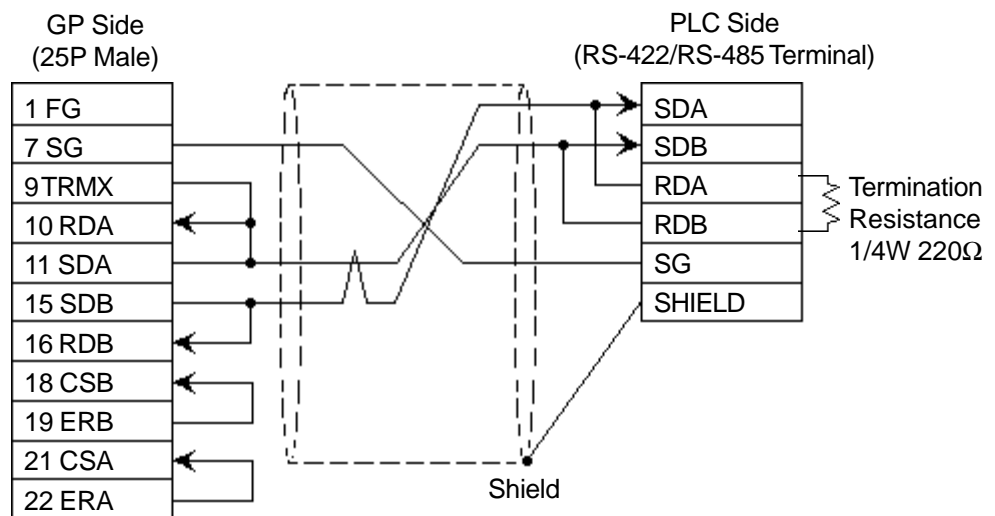 GP Side
(25P Male)
1 FG
7 SG
9 TRMX
10 RDA
11 SDA
15 SDB
16 RDB
18 CSB
19 ERB
21 CSA
22 ERA
Shield
PLC Side
(RS-422/RS-485 Terminal)
SDA
SDB
RDA
RDB
SG
SHIELD
Termination
Resistance
1/4W 220Ω